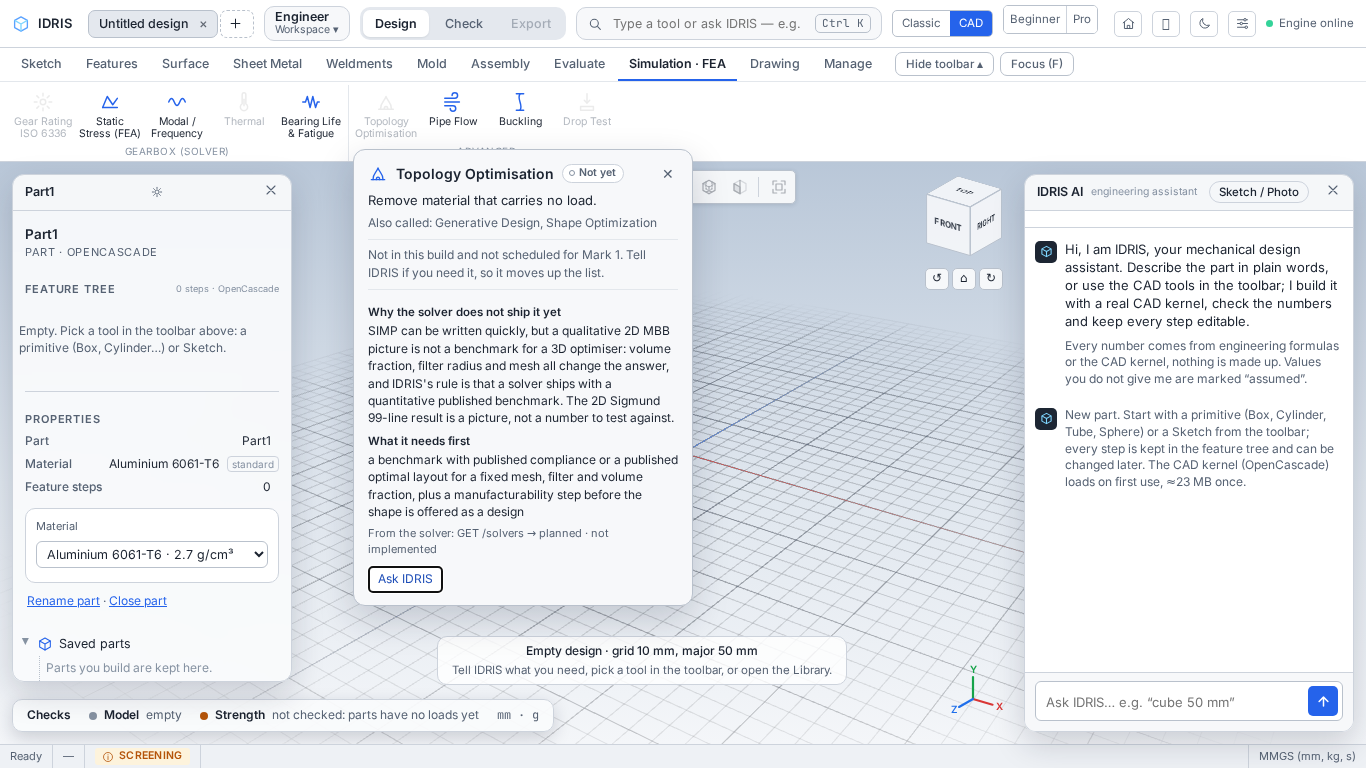 IDRIS
Untitled design ×
+
Engineer
Workspace ▾
Design
Check
Export
Type a tool or ask IDRIS — e.g.
Ctrl K
Classic
CAD
Beginner
Pro
Engine online
Sketch
Features
Surface
Sheet Metal
Weldments
Mold
Assembly
Evaluate
Simulation · FEA
Drawing
Manage
Hide toolbar ▴
Focus (F)
Gear Rating
ISO 6336
Static
Stress (FEA)
Modal /
Frequency
Thermal
Bearing Life
& Fatigue
Topology
Optimisation
Pipe Flow
Buckling
Drop Test
GEARBOX (SOLVER)
Part1
Part1
PART · OPENCASCADE
FEATURE TREE
0 steps · OpenCascade
Empty. Pick a tool in the toolbar above: a
primitive (Box, Cylinder…) or Sketch.
PROPERTIES
Part
Part1
Material
Aluminium 6061-T6
standard
Feature steps
0
Material
Aluminium 6061-T6 · 2.7 g/cm³
Rename part · Close part
▼ Saved parts
Parts you build are kept here.
Topology Optimisation
Not yet
×
Remove material that carries no load.
Also called: Generative Design, Shape Optimization
Not in this build and not scheduled for Mark 1. Tell
IDRIS if you need it, so it moves up the list.
Why the solver does not ship it yet
SIMP can be written quickly, but a qualitative 2D MBB
picture is not a benchmark for a 3D optimiser: volume
fraction, filter radius and mesh all change the answer,
and IDRIS's rule is that a solver ships with a
quantitative published benchmark. The 2D Sigmund
99-line result is a picture, not a number to test against.
What it needs first
a benchmark with published compliance or a published
optimal layout for a fixed mesh, filter and volume
fraction, plus a manufacturability step before the
shape is offered as a design
From the solver: GET /solvers → planned · not
implemented
Ask IDRIS
TOP
FRONT
RIGHT
Empty design · grid 10 mm, major 50 mm
Tell IDRIS what you need, pick a tool in the toolbar, or open the Library.
Y
X
Z
IDRIS AI
engineering assistant
Sketch / Photo
Hi, I am IDRIS, your mechanical design
assistant. Describe the part in plain words,
or use the CAD tools in the toolbar; I build it
with a real CAD kernel, check the numbers
and keep every step editable.
Every number comes from engineering formulas
or the CAD kernel, nothing is made up. Values
you do not give me are marked “assumed”.
New part. Start with a primitive (Box, Cylinder,
Tube, Sphere) or a Sketch from the toolbar;
every step is kept in the feature tree and can be
changed later. The CAD kernel (OpenCascade)
loads on first use, ≈23 MB once.
Ask IDRIS… e.g. “cube 50 mm”
Checks
Model empty
Strength not checked: parts have no loads yet
mm · g
Ready
—
SCREENING
MMGS (mm, kg, s)